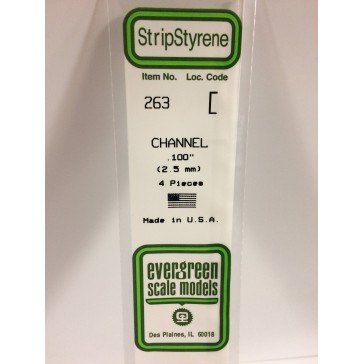 StripStyrene
Item No. Loc. Code
263 [
CHANNEL
.100"
(2.5 mm)
4 Pieces
Made in U.S.A.
evergreen
scale models
Des Plaines, IL 60018